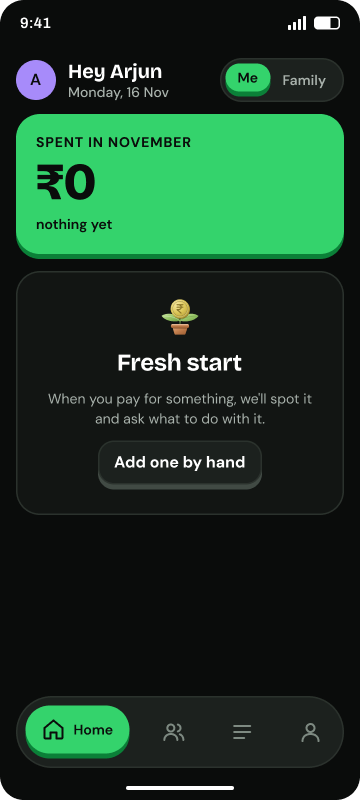 9:41
A
Hey Arjun
Monday, 16 Nov
Me
Family
SPENT IN NOVEMBER
₹0
nothing yet
₹
Fresh start
When you pay for something, we'll spot it
and ask what to do with it.
Add one by hand
Home